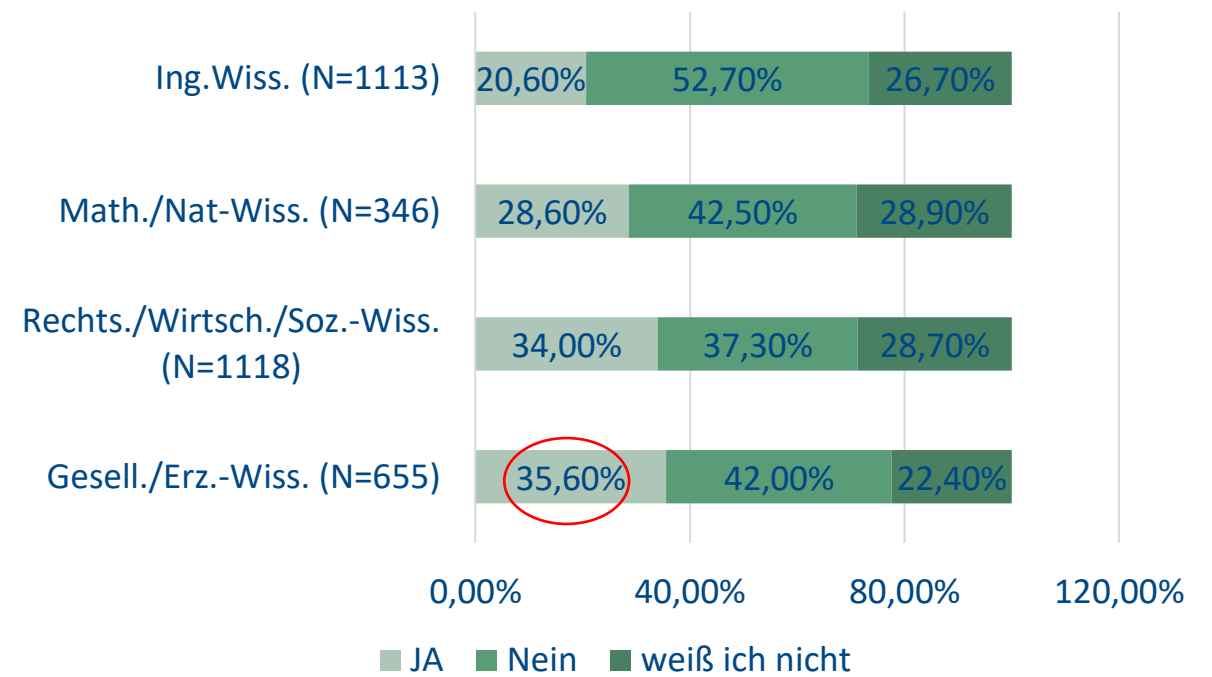 Ing.Wiss. (N=1113)
20,60% 52,70% 26,70%
Math./Nat-Wiss. (N=346)
28,60% 42,50% 28,90%
Rechts./Wirtsch./Soz.-Wiss.
(N=1118)
34,00% 37,30% 28,70%
Gesell./Erz.-Wiss. (N=655)
35,60% 42,00% 22,40%
0,00% 40,00% 80,00% 120,00%
JA Nein weiß ich nicht